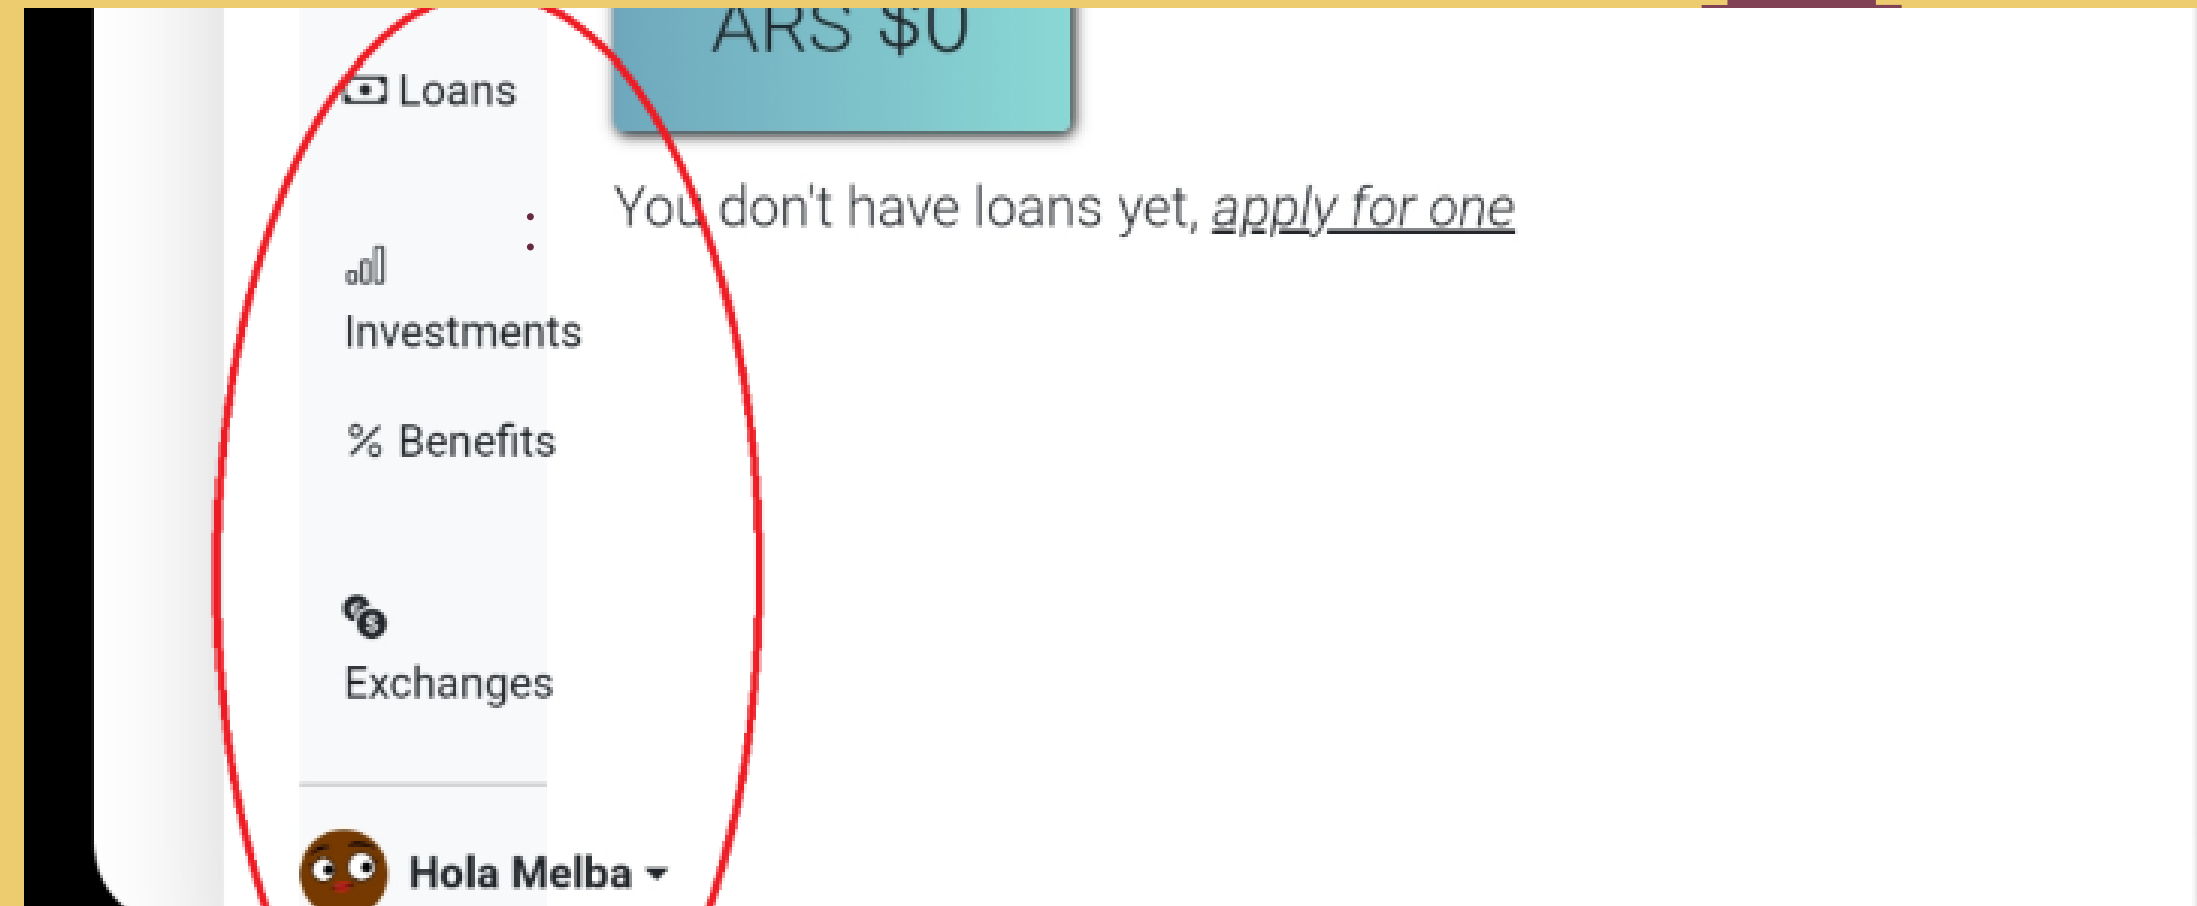 ARS $0
Loans
You don't have loans yet, apply for one
Investments
% Benefits
Exchanges
Hola Melba